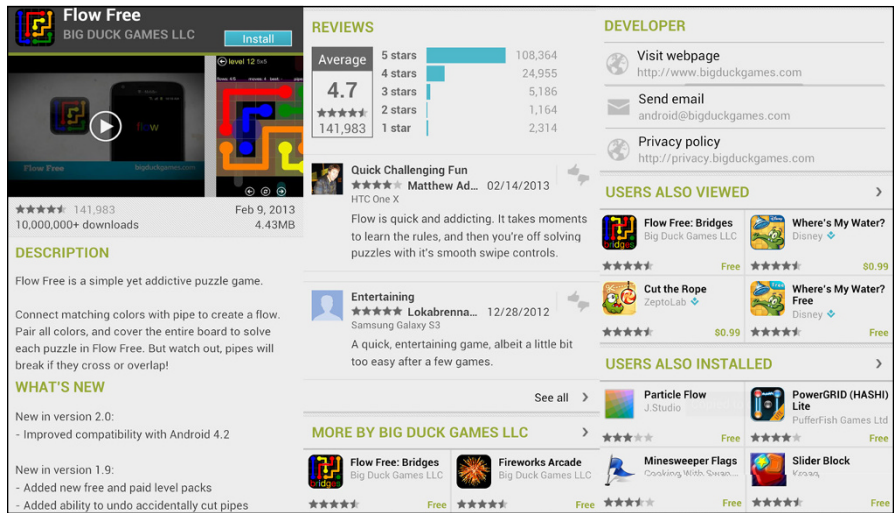 Flow Free
BIG DUCK GAMES LLC
Install
level 12 5x5
flow
Flow Free
bigduckgames.com
141,983
Feb 9, 2013
10,000,000+ downloads
4.43MB
DESCRIPTION
Flow Free is a simple yet addictive puzzle game.
Connect matching colors with pipe to create a flow.
Pair all colors, and cover the entire board to solve
each puzzle in Flow Free. But watch out, pipes will
break if they cross or overlap!
WHAT'S NEW
New in version 2.0:
- Improved compatibility with Android 4.2
New in version 1.9:
- Added new free and paid level packs
- Added ability to undo accidentally cut pipes
REVIEWS
Average
4.7
141,983
5 stars 108,364
4 stars 24,955
3 stars 5,186
2 stars 1,164
1 star 2,314
Quick Challenging Fun
Matthew Ad... 02/14/2013
HTC One X
Flow is quick and addicting. It takes moments
to learn the rules, and then you're off solving
puzzles with it's smooth swipe controls.
Entertaining
Lokabrenna... 12/28/2012
Samsung Galaxy S3
A quick, entertaining game, albeit a little bit
too easy after a few games.
See all
MORE BY BIG DUCK GAMES LLC
bridges
Flow Free: Bridges
Big Duck Games LLC
Free
Fireworks Arcade
Big Duck Games LLC
Free
DEVELOPER
Visit webpage
http://www.bigduckgames.com
Send email
android@bigduckgames.com
Privacy policy
http://privacy.bigduckgames.com
USERS ALSO VIEWED
bridges
Flow Free: Bridges
Big Duck Games LLC
Free
Where's My Water?
Disney
$0.99
Cut the Rope
ZeptoLab
$0.99
Where's My Water?
Free
Disney
Free
USERS ALSO INSTALLED
Particle Flow
J.Studio
Free
PowerGRID (HASHI)
Lite
PufferFish Games Ltd
Free
Minesweeper Flags
Cooking With
Free
Slider Block
Free